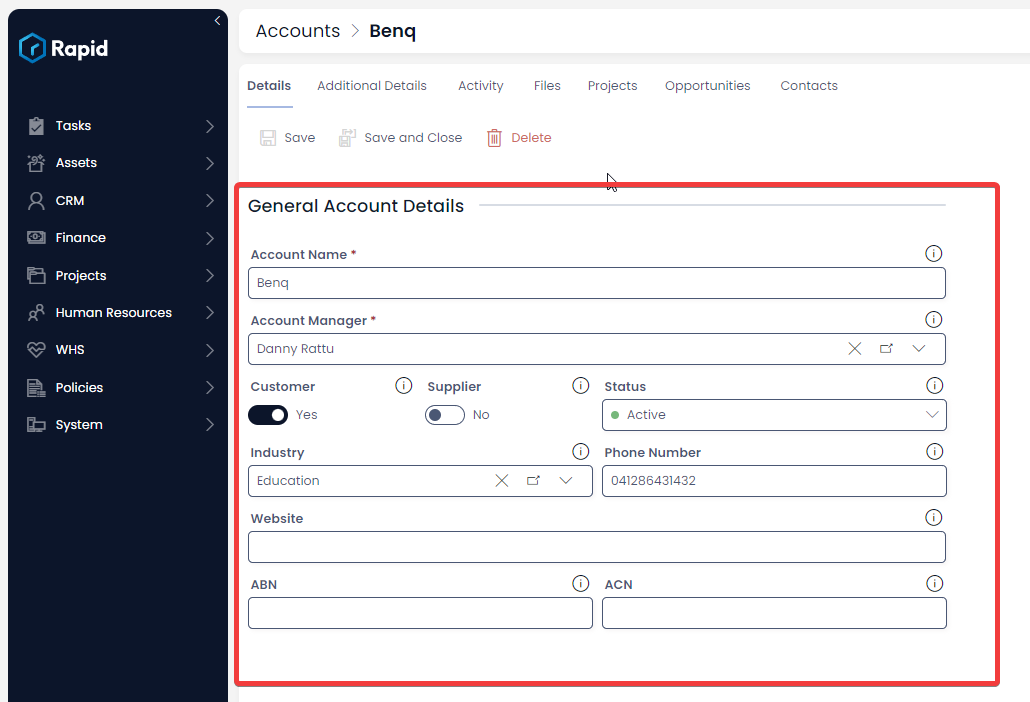 Rapid
Tasks
Assets
CRM
Finance
Projects
Human Resources
WHS
Policies
System
Accounts > Benq
Details Additional Details Activity Files Projects Opportunities Contacts
Save Save and Close Delete
General Account Details
Account Name *
Benq
Account Manager *
Danny Rattu
Customer Supplier Status
Yes No Active
Industry Phone Number
Education 041286431432
Website
ABN ACN